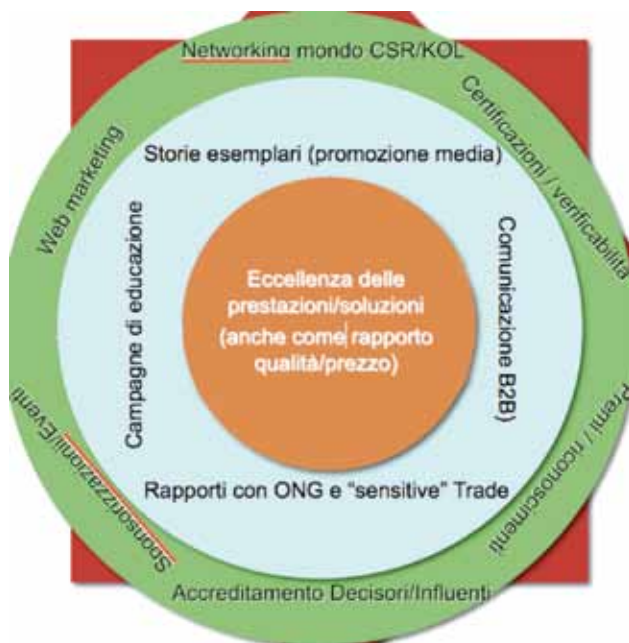 Networking mondo CSR/KOL
Certificazioni / verificabilità
Web marketing
Storie esemplari (promozione media)
Campagne di educazione
Comunicazione B2B)
Eccellenza delle
prestazioni/soluzioni
(anche come rapporto
qualità/prezzo)
Sponsorizzazioni/Eventi
Premi / riconoscimenti
Rapporti con ONG e “sensitive” Trade
Accreditamento Decisori/Influenti